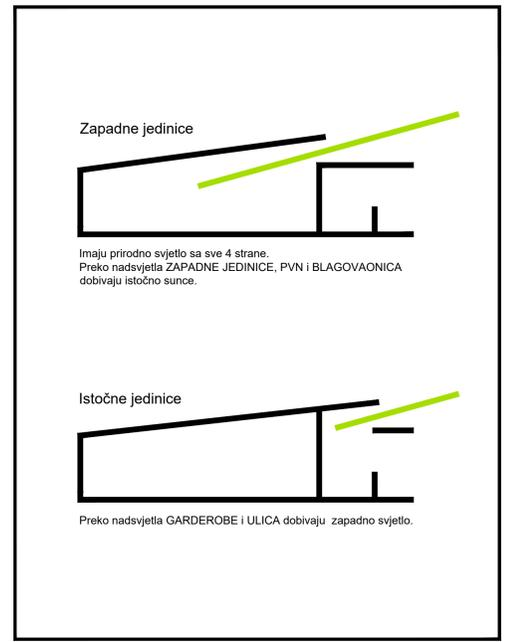 Zapadne jedinice
Imaju prirodno svjetlo sa sve 4 strane.
Preko nadsvjetla ZAPADNE JEDINICE, PVN i BLAGOVAONICA
dobivaju istočno sunce.
Istočne jedinice
Preko nadsvjetla GARDEROBE i ULICA dobivaju zapadno svjetlo.